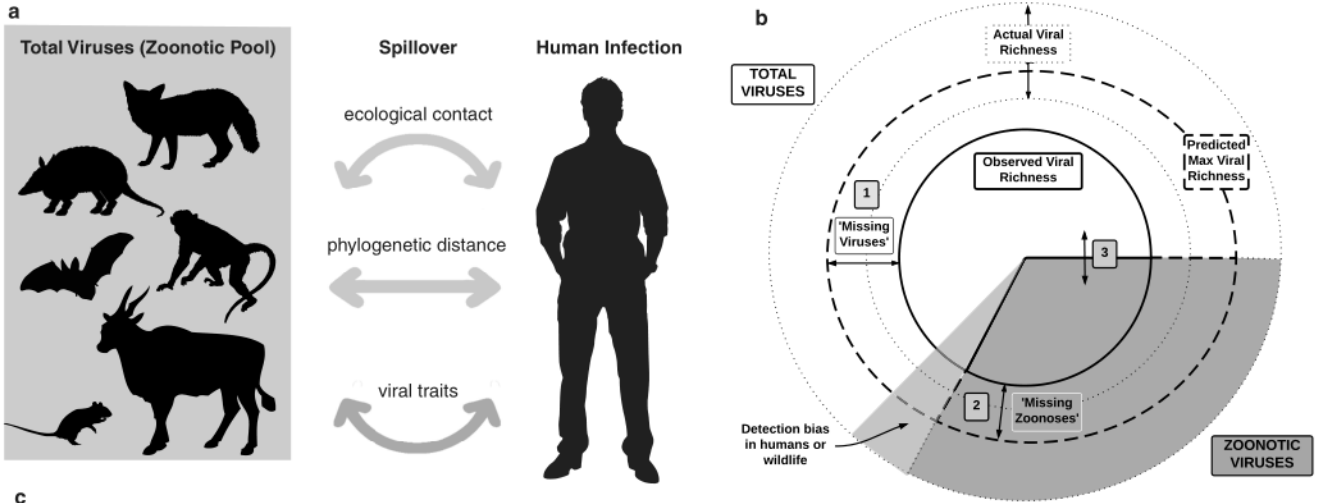 a
Total Viruses (Zoonotic Pool)
Spillover
Human Infection
ecological contact
phylogenetic distance
viral traits
b
TOTAL
VIRUSES
Actual Viral
Richness
Predicted
Max Viral
Richness
Observed Viral
Richness
1
'Missing
Viruses'
3
2
'Missing
Zoonoses'
Detection bias
in humans or
wildlife
ZOONOTIC
VIRUSES
c